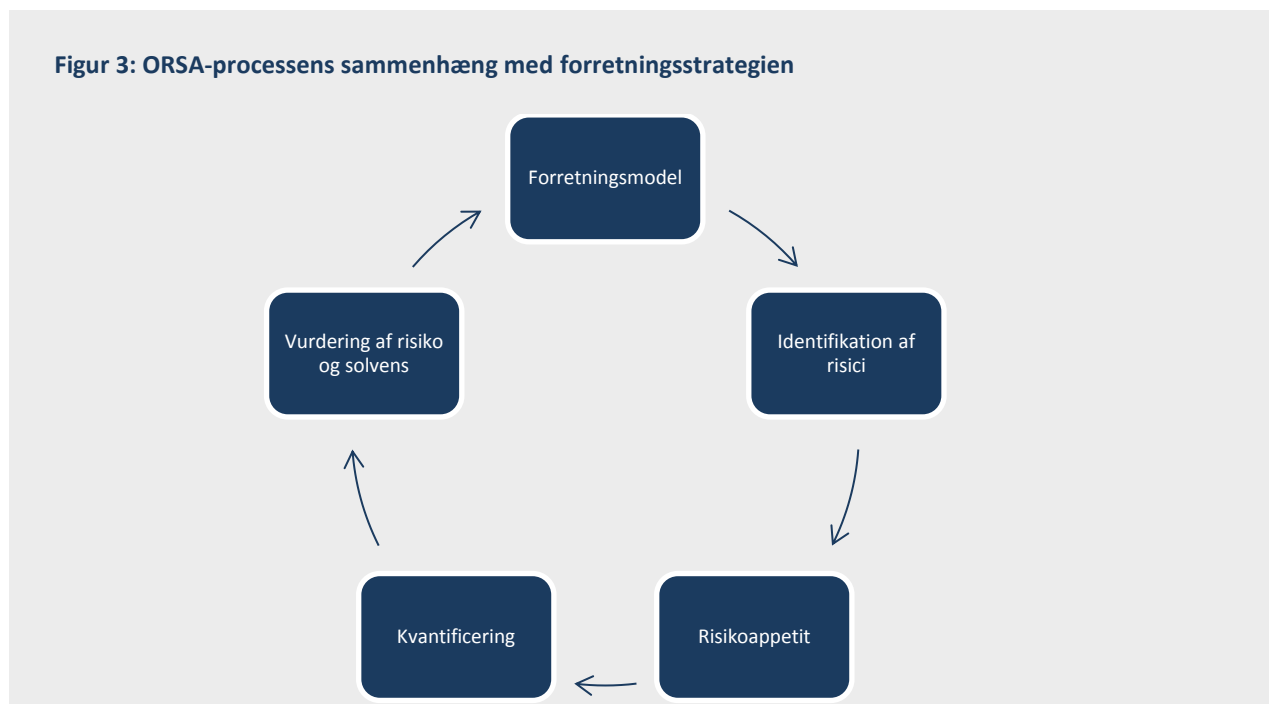 Figur 3: ORSA-processens sammenhæng med forretningsstrategien
Forretningsmodel
Identifikation af
risici
Risikoappetit
Kvantificering
Vurdering af risiko
og solvens